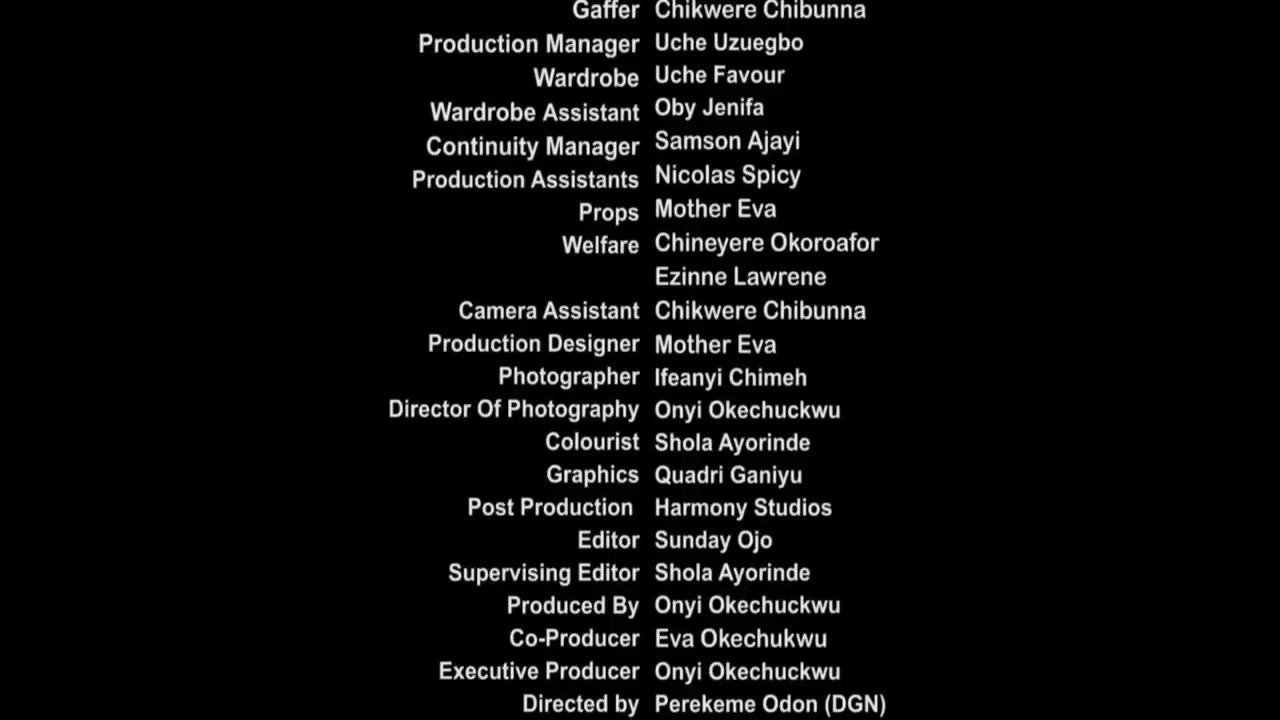 Gaffer Chikwere Chibunna
Production Manager Uche Uzuegbo
Wardrobe Uche Favour
Wardrobe Assistant Oby Jenifa
Continuity Manager Samson Ajayi
Production Assistants Nicolas Spicy
Props Mother Eva
Welfare Chineyere Okoroafor
Ezinne Lawrene
Camera Assistant Chikwere Chibunna
Production Designer Mother Eva
Photographer Ifeanyi Chimeh
Director Of Photography Onyi Okechuckwu
Colourist Shola Ayorinde
Graphics Quadri Ganiyu
Post Production Harmony Studios
Editor Sunday Ojo
Supervising Editor Shola Ayorinde
Produced By Onyi Okechuckwu
Co-Producer Eva Okechukwu
Executive Producer Onyi Okechuckwu
Directed by Perekeme Odon (DGN)